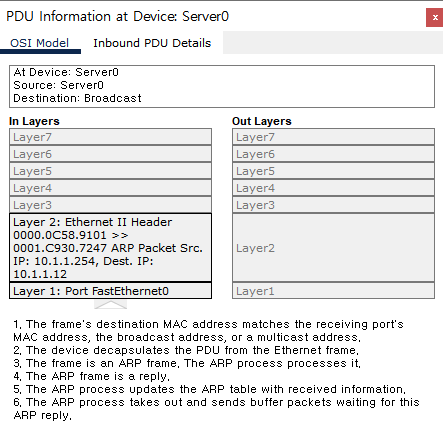 PDU Information at Device: Server0
x
OSI Model Inbound PDU Details
At Device: Server0
Source: Server0
Destination: Broadcast
In Layers
Layer7
Layer6
Layer5
Layer4
Layer3
Layer 2: Ethernet II Header
0000.0C58.9101 >>
0001.C930.7247 ARP Packet Src.
IP: 10.1.1.254, Dest. IP:
10.1.1.12
Layer 1: Port FastEthernet0
Out Layers
Layer7
Layer6
Layer5
Layer4
Layer3
Layer2
Layer1
1. The frame's destination MAC address matches the receiving port's
MAC address, the broadcast address, or a multicast address.
2. The device decapsulates the PDU from the Ethernet frame.
3. The frame is an ARP frame. The ARP process processes it.
4. The ARP frame is a reply.
5. The ARP process updates the ARP table with received information.
6. The ARP process takes out and sends buffer packets waiting for this
ARP reply.